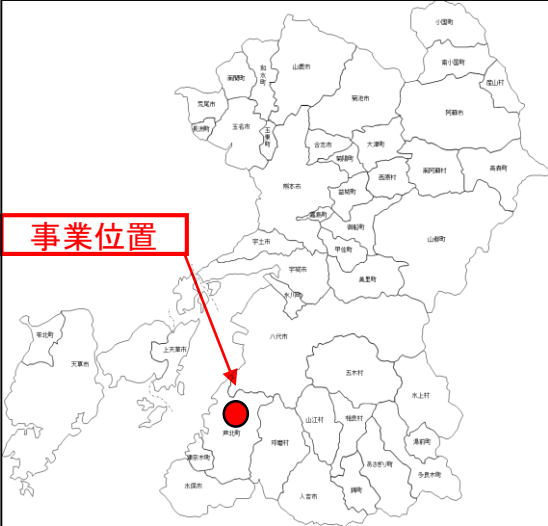 小国町
南小国町
産山村
山鹿市
和水町
南関町
菊池市
阿蘇市
荒尾市
長洲町
玉名市
玉東町
合志市
大津町
菊陽町
西原村
南阿蘇村
高森町
熊本市
益城町
嘉島町
御船町
山都町
事業位置
宇土市
甲佐町
宇城市
美里町
氷川町
八代市
苓北町
天草市
上天草市
五木村
水上村
芦北町
球磨村
山江村
相良村
湯前町
津奈木町
あさぎり町
多良木町
水俣市
人吉市
錦町